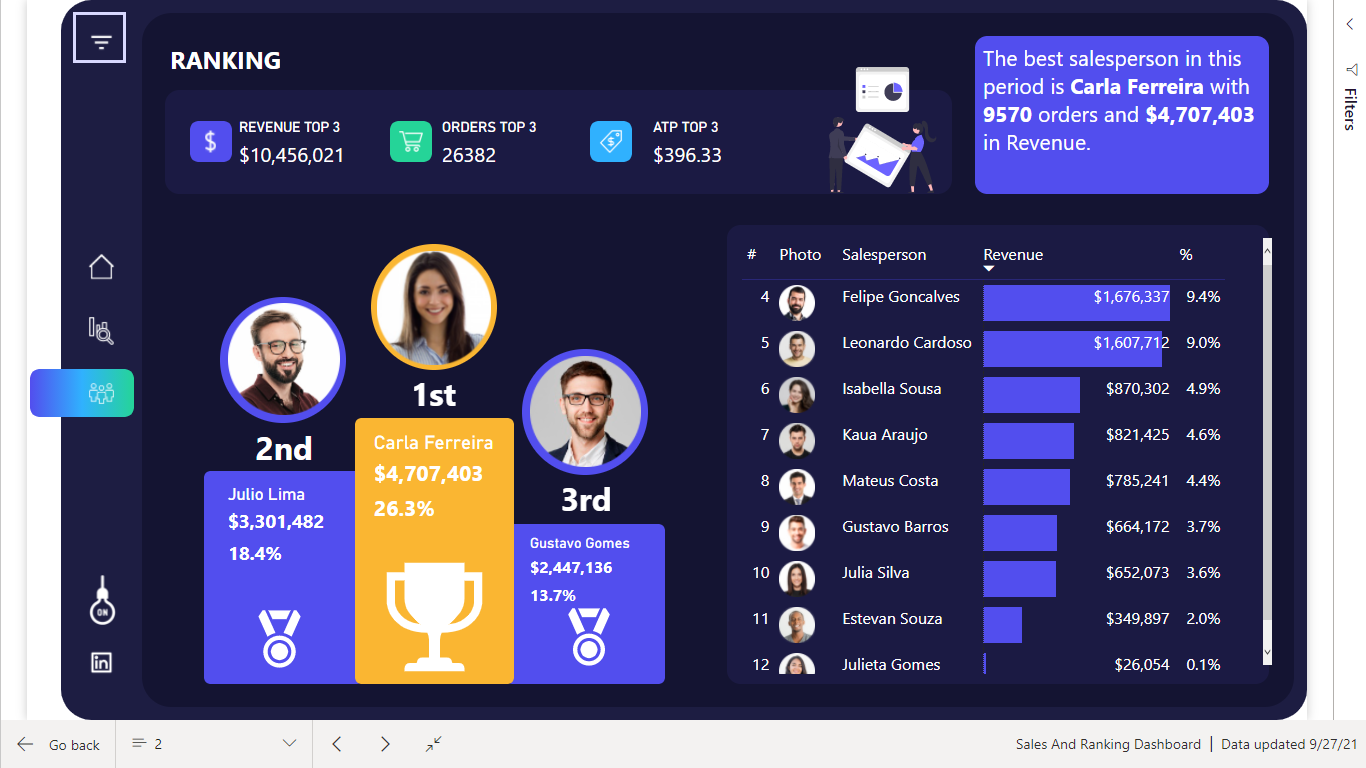 RANKING
REVENUE TOP 3
$10,456,021
ORDERS TOP 3
26382
ATP TOP 3
$396.33
The best salesperson in this
period is Carla Ferreira with
9570 orders and $4,707,403
in Revenue.
Filters
1st
Carla Ferreira
$4,707,403
26.3%
2nd
Julio Lima
$3,301,482
18.4%
3rd
Gustavo Gomes
$2,447,136
13.7%
# Photo Salesperson Revenue %
4 Felipe Goncalves $1,676,337 9.4%
5 Leonardo Cardoso $1,607,712 9.0%
6 Isabella Sousa $870,302 4.9%
7 Kaua Araujo $821,425 4.6%
8 Mateus Costa $785,241 4.4%
9 Gustavo Barros $664,172 3.7%
10 Julia Silva $652,073 3.6%
11 Estevan Souza $349,897 2.0%
12 Julieta Gomes $26,054 0.1%
ON
in
Go back
2
Sales And Ranking Dashboard | Data updated 9/27/21